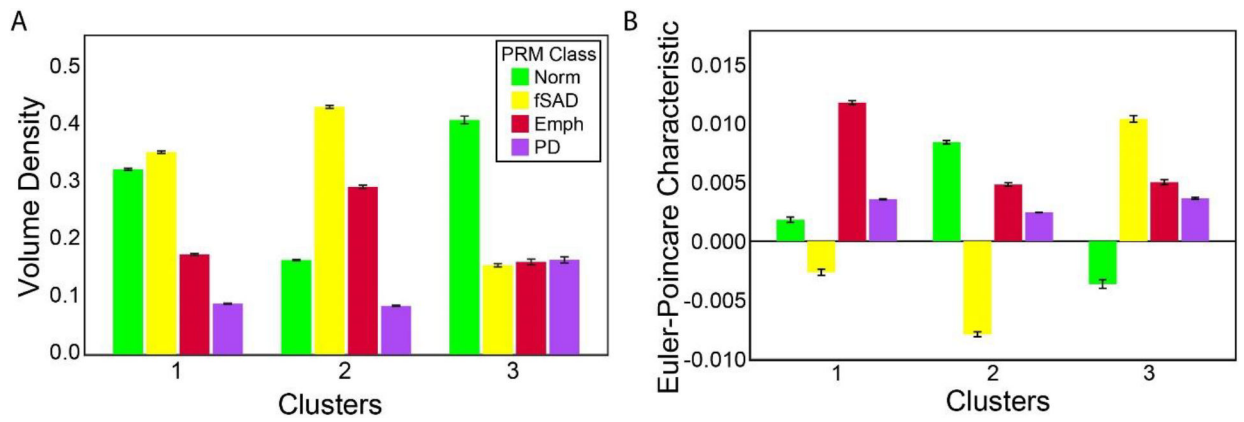 A
Volume Density
0.5
0.4
0.3
0.2
0.1
0.0
PRM Class
Norm
fSAD
Emph
PD
1 2 3
Clusters
B
Euler-Poincare Characteristic
0.015
0.010
0.005
0.000
-0.005
-0.010
1 2 3
Clusters